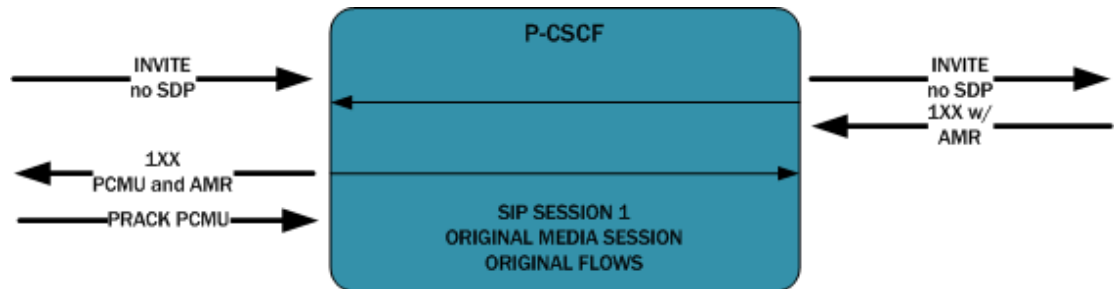 P-CSCF
INVITE
no SDP
INVITE
no SDP
1XX w/
AMR
1XX
PCMU and AMR
PRACK PCMU
SIP SESSION 1
ORIGINAL MEDIA SESSION
ORIGINAL FLOWS